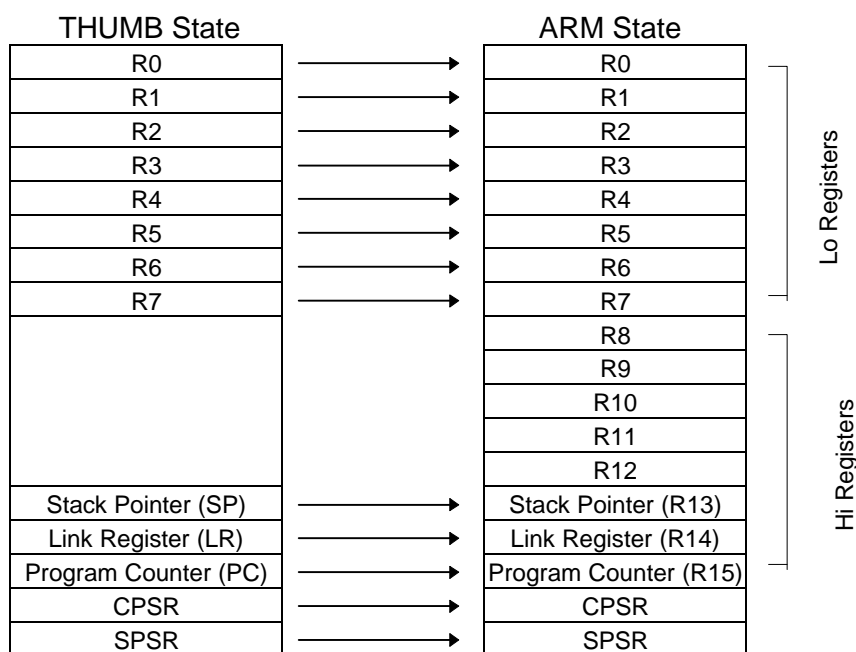 THUMB State
R0
R1
R2
R3
R4
R5
R6
R7
Stack Pointer (SP)
Link Register (LR)
Program Counter (PC)
CPSR
SPSR
ARM State
R0
R1
R2
R3
R4
R5
R6
R7
R8
R9
R10
R11
R12
Stack Pointer (R13)
Link Register (R14)
Program Counter (R15)
CPSR
SPSR
Lo Registers
Hi Registers